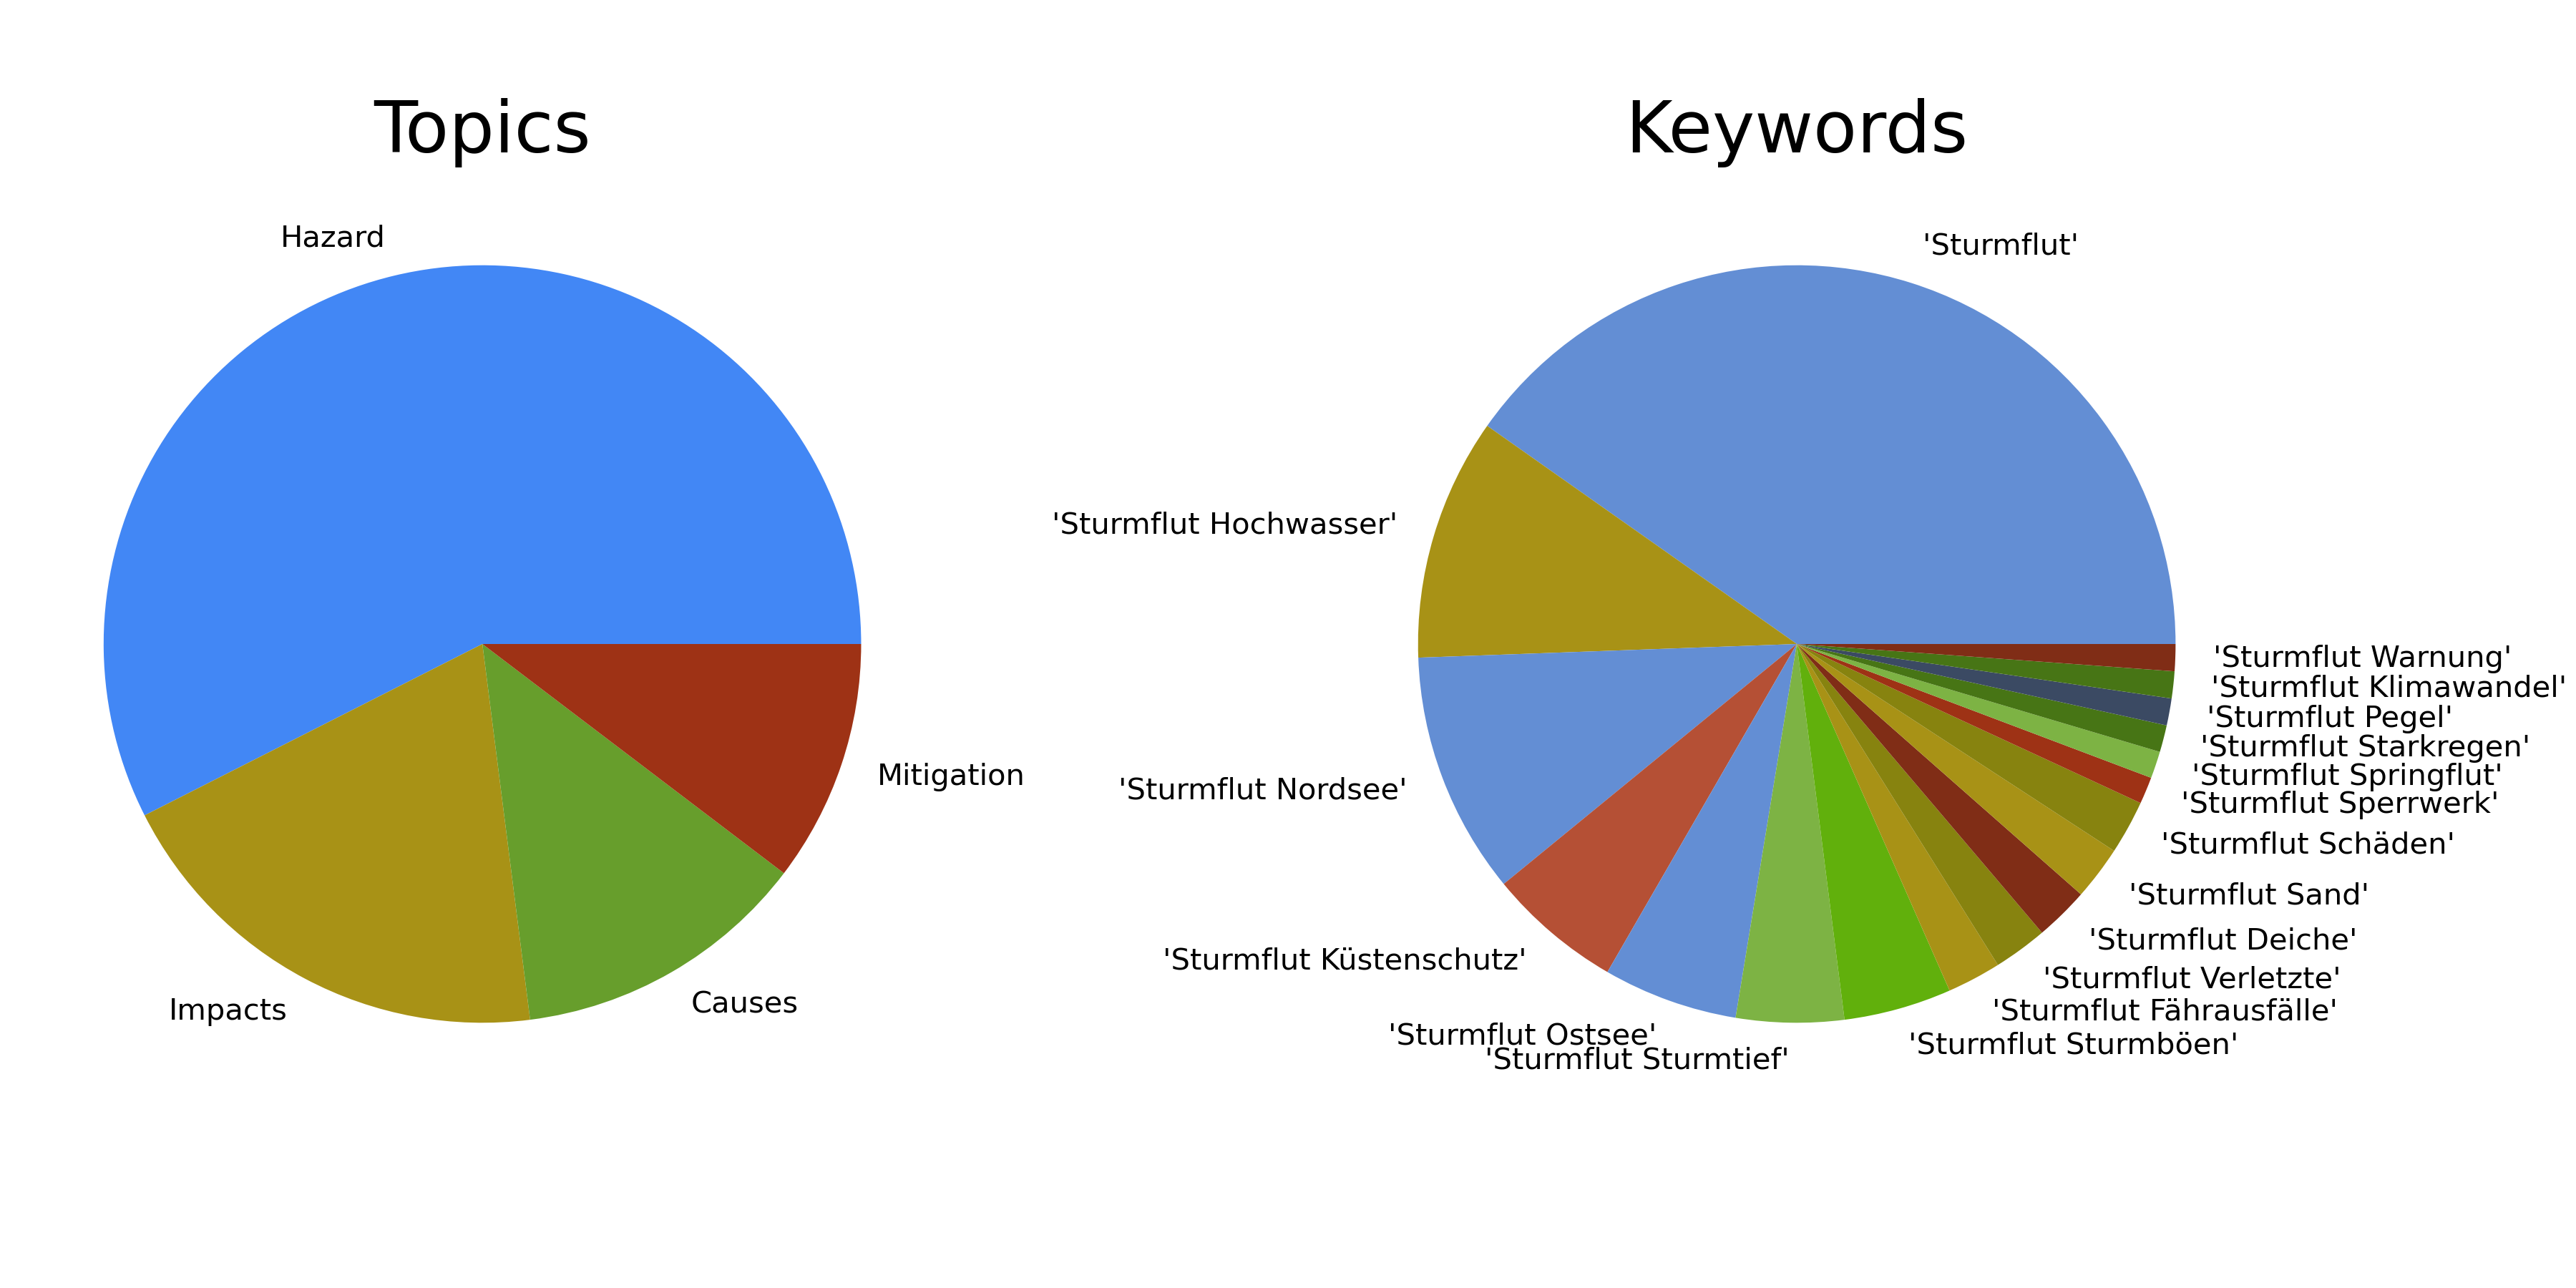 Topics
Hazard
Impacts
Causes
Mitigation
Keywords
'Sturmflut'
'Sturmflut Hochwasser'
'Sturmflut Nordsee'
'Sturmflut Küstenschutz'
'Sturmflut Ostsee'
'Sturmflut Sturmtief'
'Sturmflut Sturmböen'
'Sturmflut Fährausfälle'
'Sturmflut Verletzte'
'Sturmflut Deiche'
'Sturmflut Sand'
'Sturmflut Schäden'
'Sturmflut Sperrwerk'
'Sturmflut Springflut'
'Sturmflut Starkregen'
'Sturmflut Pegel'
'Sturmflut Klimawandel'
'Sturmflut Warnung'